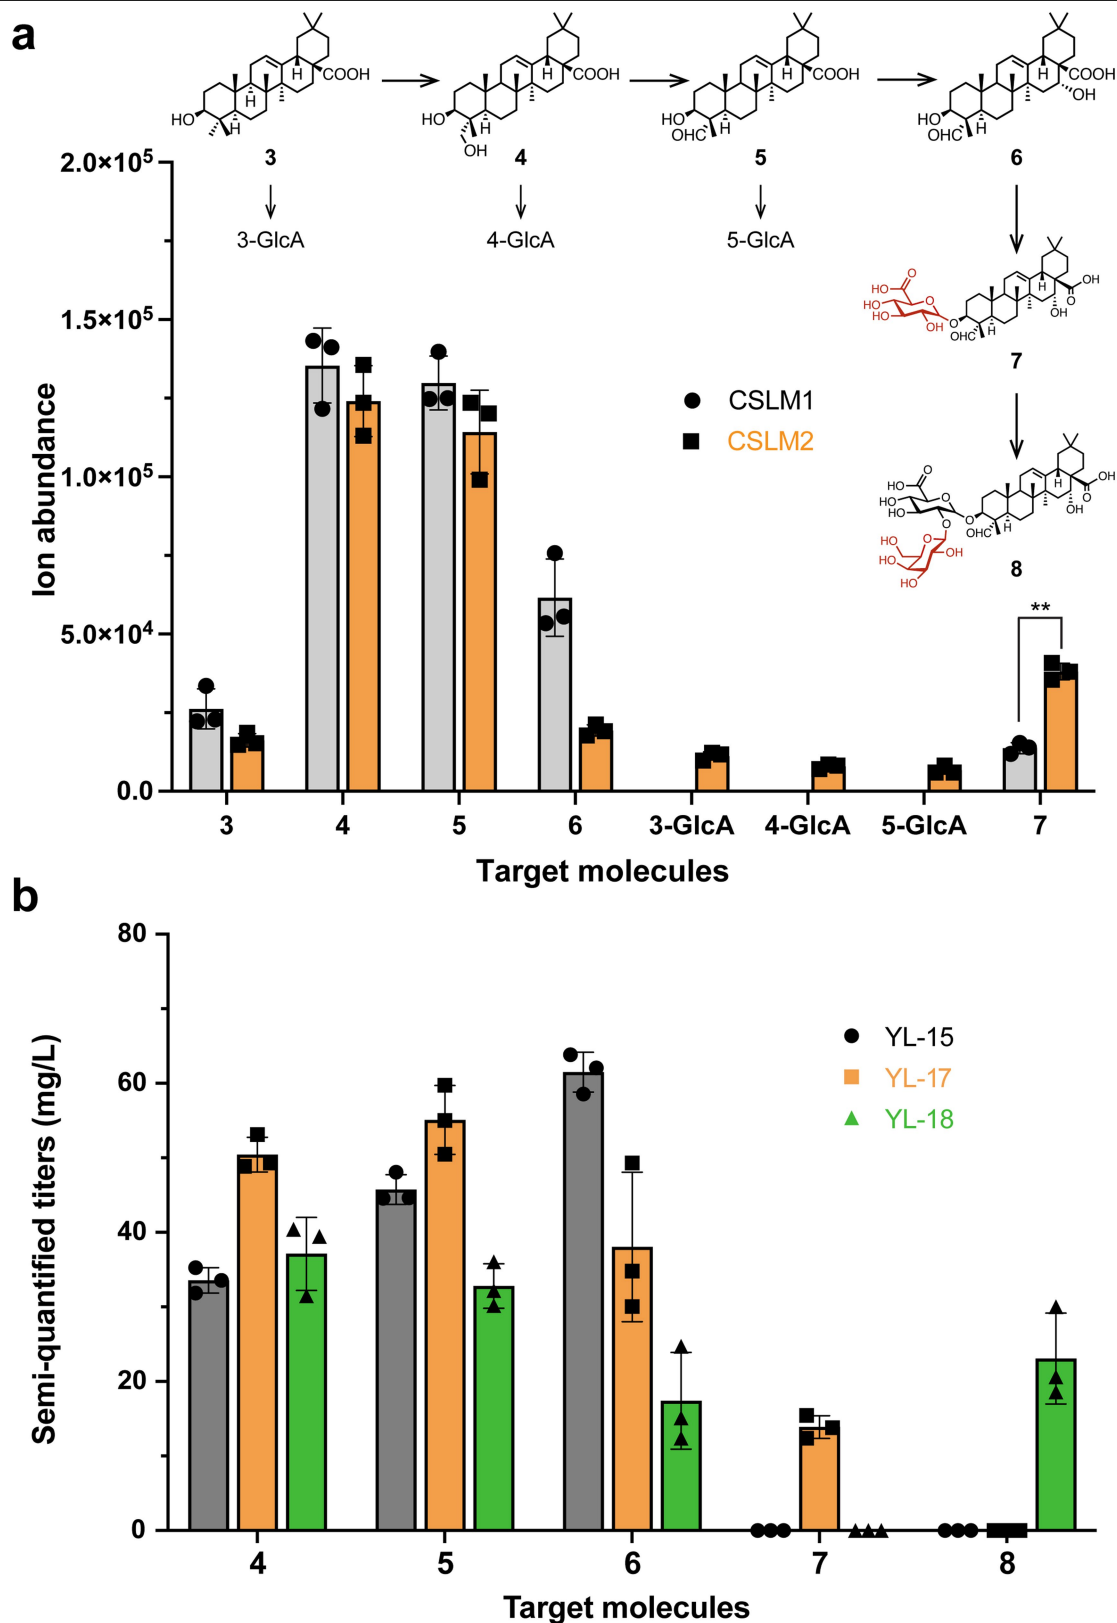 a
COOH
HO
H
H
3
COOH
HO
H
H
OH
4
COOH
HO
OHC
H
H
5
COOH
OH
HO
OHC
H
H
6
3-GlcA
4-GlcA
5-GlcA
O
HO
O
HO
HO
OH
O
OHC
H
H
OH
O
OH
7
O
HO
O
HO
HO
O
O
OHC
H
H
OH
O
OH
HO
O
HO
OH
HO
8
Ion abundance
2.0×10⁵
1.5×10⁵
1.0×10⁵
5.0×10⁴
0.0
CSLM1
CSLM2
**
3 4 5 6 3-GlcA 4-GlcA 5-GlcA 7
Target molecules
b
Semi-quantified titers (mg/L)
80
60
40
20
0
YL-15
YL-17
YL-18
4 5 6 7 8
Target molecules